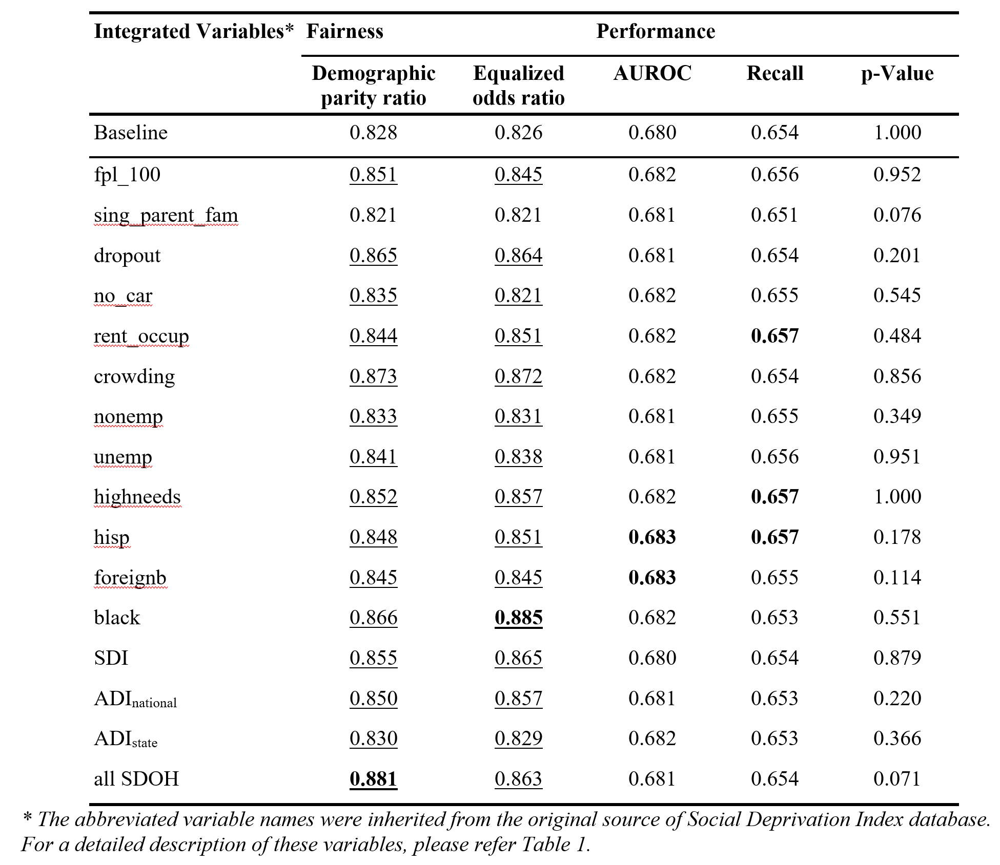 Integrated Variables* Fairness Performance
Demographic parity ratio Equalized odds ratio AUROC Recall p-Value
Baseline 0.828 0.826 0.680 0.654 1.000
fpl_100 0.851 0.845 0.682 0.656 0.952
sing_parent_fam 0.821 0.821 0.681 0.651 0.076
dropout 0.865 0.864 0.681 0.654 0.201
no_car 0.835 0.821 0.682 0.655 0.545
rent_occup 0.844 0.851 0.682 0.657 0.484
crowding 0.873 0.872 0.682 0.654 0.856
nonemp 0.833 0.831 0.681 0.655 0.349
unemp 0.841 0.838 0.681 0.656 0.951
highneeds 0.852 0.857 0.682 0.657 1.000
hisp 0.848 0.851 0.683 0.657 0.178
foreignb 0.845 0.845 0.683 0.655 0.114
black 0.866 0.885 0.682 0.653 0.551
SDI 0.855 0.865 0.680 0.654 0.879
ADInational 0.850 0.857 0.681 0.653 0.220
ADIstate 0.830 0.829 0.682 0.653 0.366
all SDOH 0.881 0.863 0.681 0.654 0.071
* The abbreviated variable names were inherited from the original source of Social Deprivation Index database.
For a detailed description of these variables, please refer Table 1.